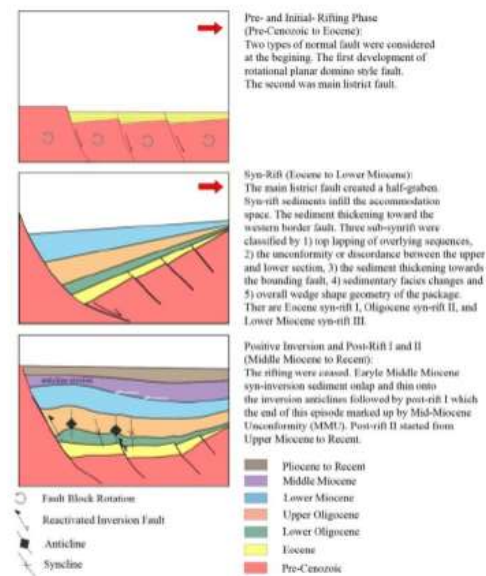 Pre- and Initial- Rifting Phase
(Pre-Cenozoic to Eocene):
Two types of normal fault were considered
at the begining. The first development of
rotational planar domino style fault.
The second was main listrict fault.
Syn-Rift (Eocene to Lower Miocene):
The main listrict fault created a half-graben.
Syn-rift sediments infill the accommodation
space. The sediment thickening toward the
western border fault. Three sub-synrift were
classified by 1) top lapping of overlying sequences,
2) the unconformity or discordance between the upper
and lower section, 3) the sediment thickening towards
the bounding fault, 4) sedimentary facies changes and
5) overall wedge shape geometry of the package.
Ther are Eocene syn-rift I, Oligocene syn-rift II, and
Lower Miocene syn-rift III.
Positive Inversion and Post-Rift I and II
(Middle Miocene to Recent):
The rifting were ceased. Earyle Middle Miocene
syn-inversion sediment onlap and thin onto
the inversion anticlines followed by post-rift I which
the end of this episode marked up by Mid-Miocene
Unconformity (MMU). Post-rift II started from
Upper Miocene to Recent.
Fault Block Rotation
Reactivated Inversion Fault
Anticline
Syncline
Pliocene to Recent
Middle Miocene
Lower Miocene
Upper Oligocene
Lower Oligocene
Eocene
Pre-Cenozoic